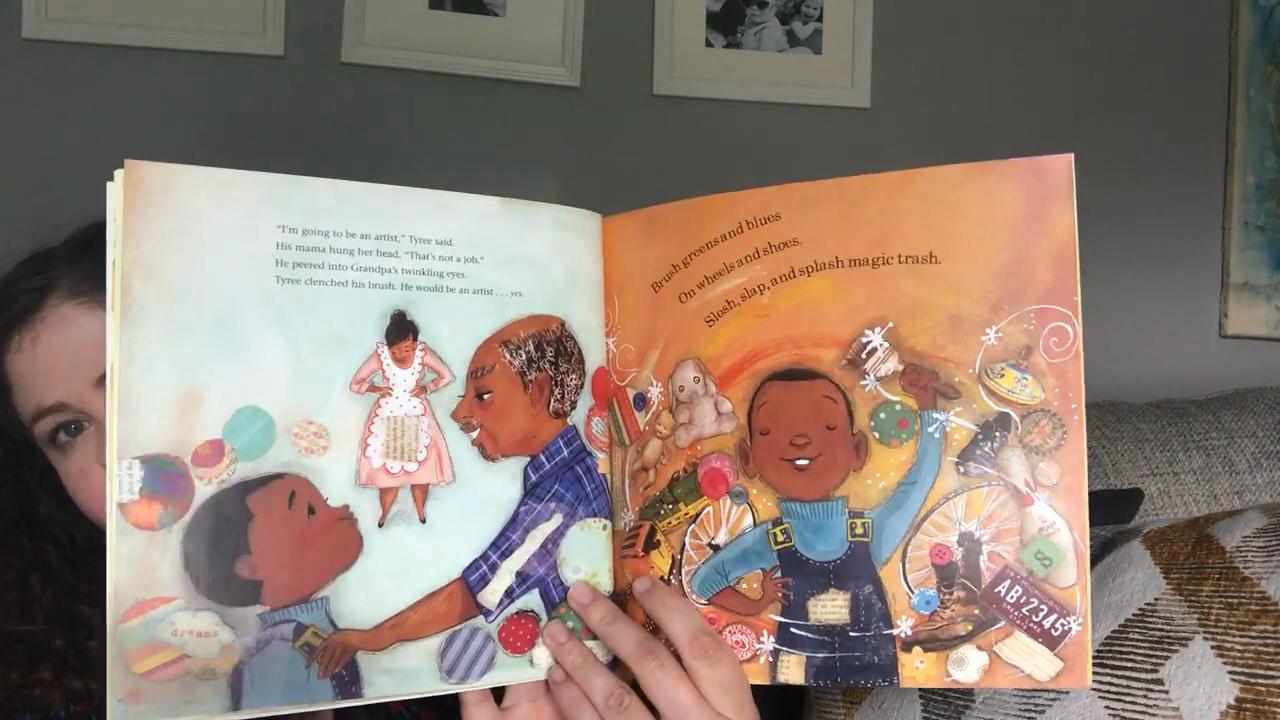 "I'm going to be an artist," Tyree said.
His mama hung her head. "That's not a job."
He peered into Grandpa's twinkling eyes.
Tyree clenched his brush. He would be an artist . . . yes.
dreams
Brush greens and blues
On wheels and shoes.
Slosh, slap, and splash magic trash.
AB·2345